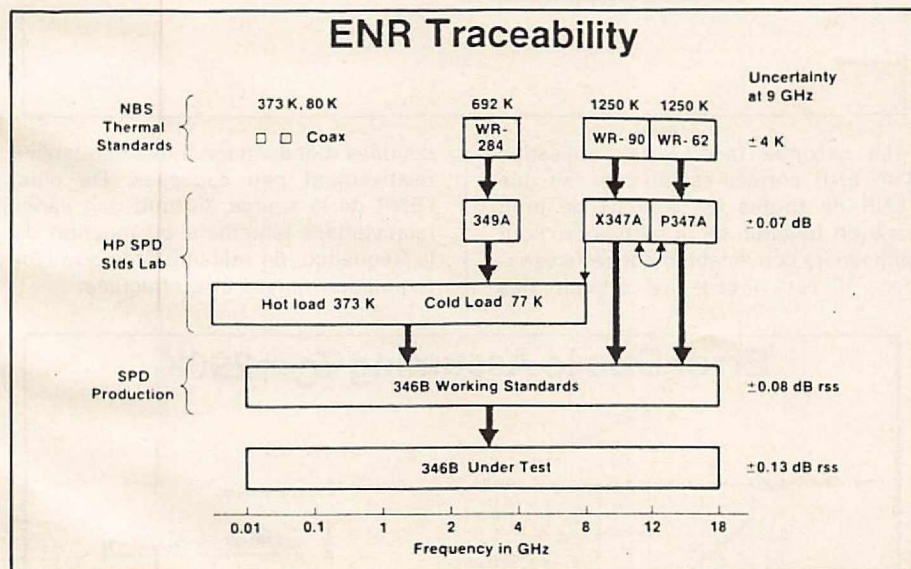 ENR Traceability
Uncertainty
at 9 GHz
NBS
Thermal
Standards
373 K, 80 K
692 K
1250 K
1250 K
□ □ Coax
WR-
284
WR-90
WR-62
±4 K
HP SPD
Stds Lab
349A
X347A
P347A
±0.07 dB
Hot load 373 K
Cold Load 77 K
SPD
Production
346B Working Standards
±0.08 dB rss
346B Under Test
±0.13 dB rss
0.01
0.1
1
2
4
8
12
18
Frequency in GHz